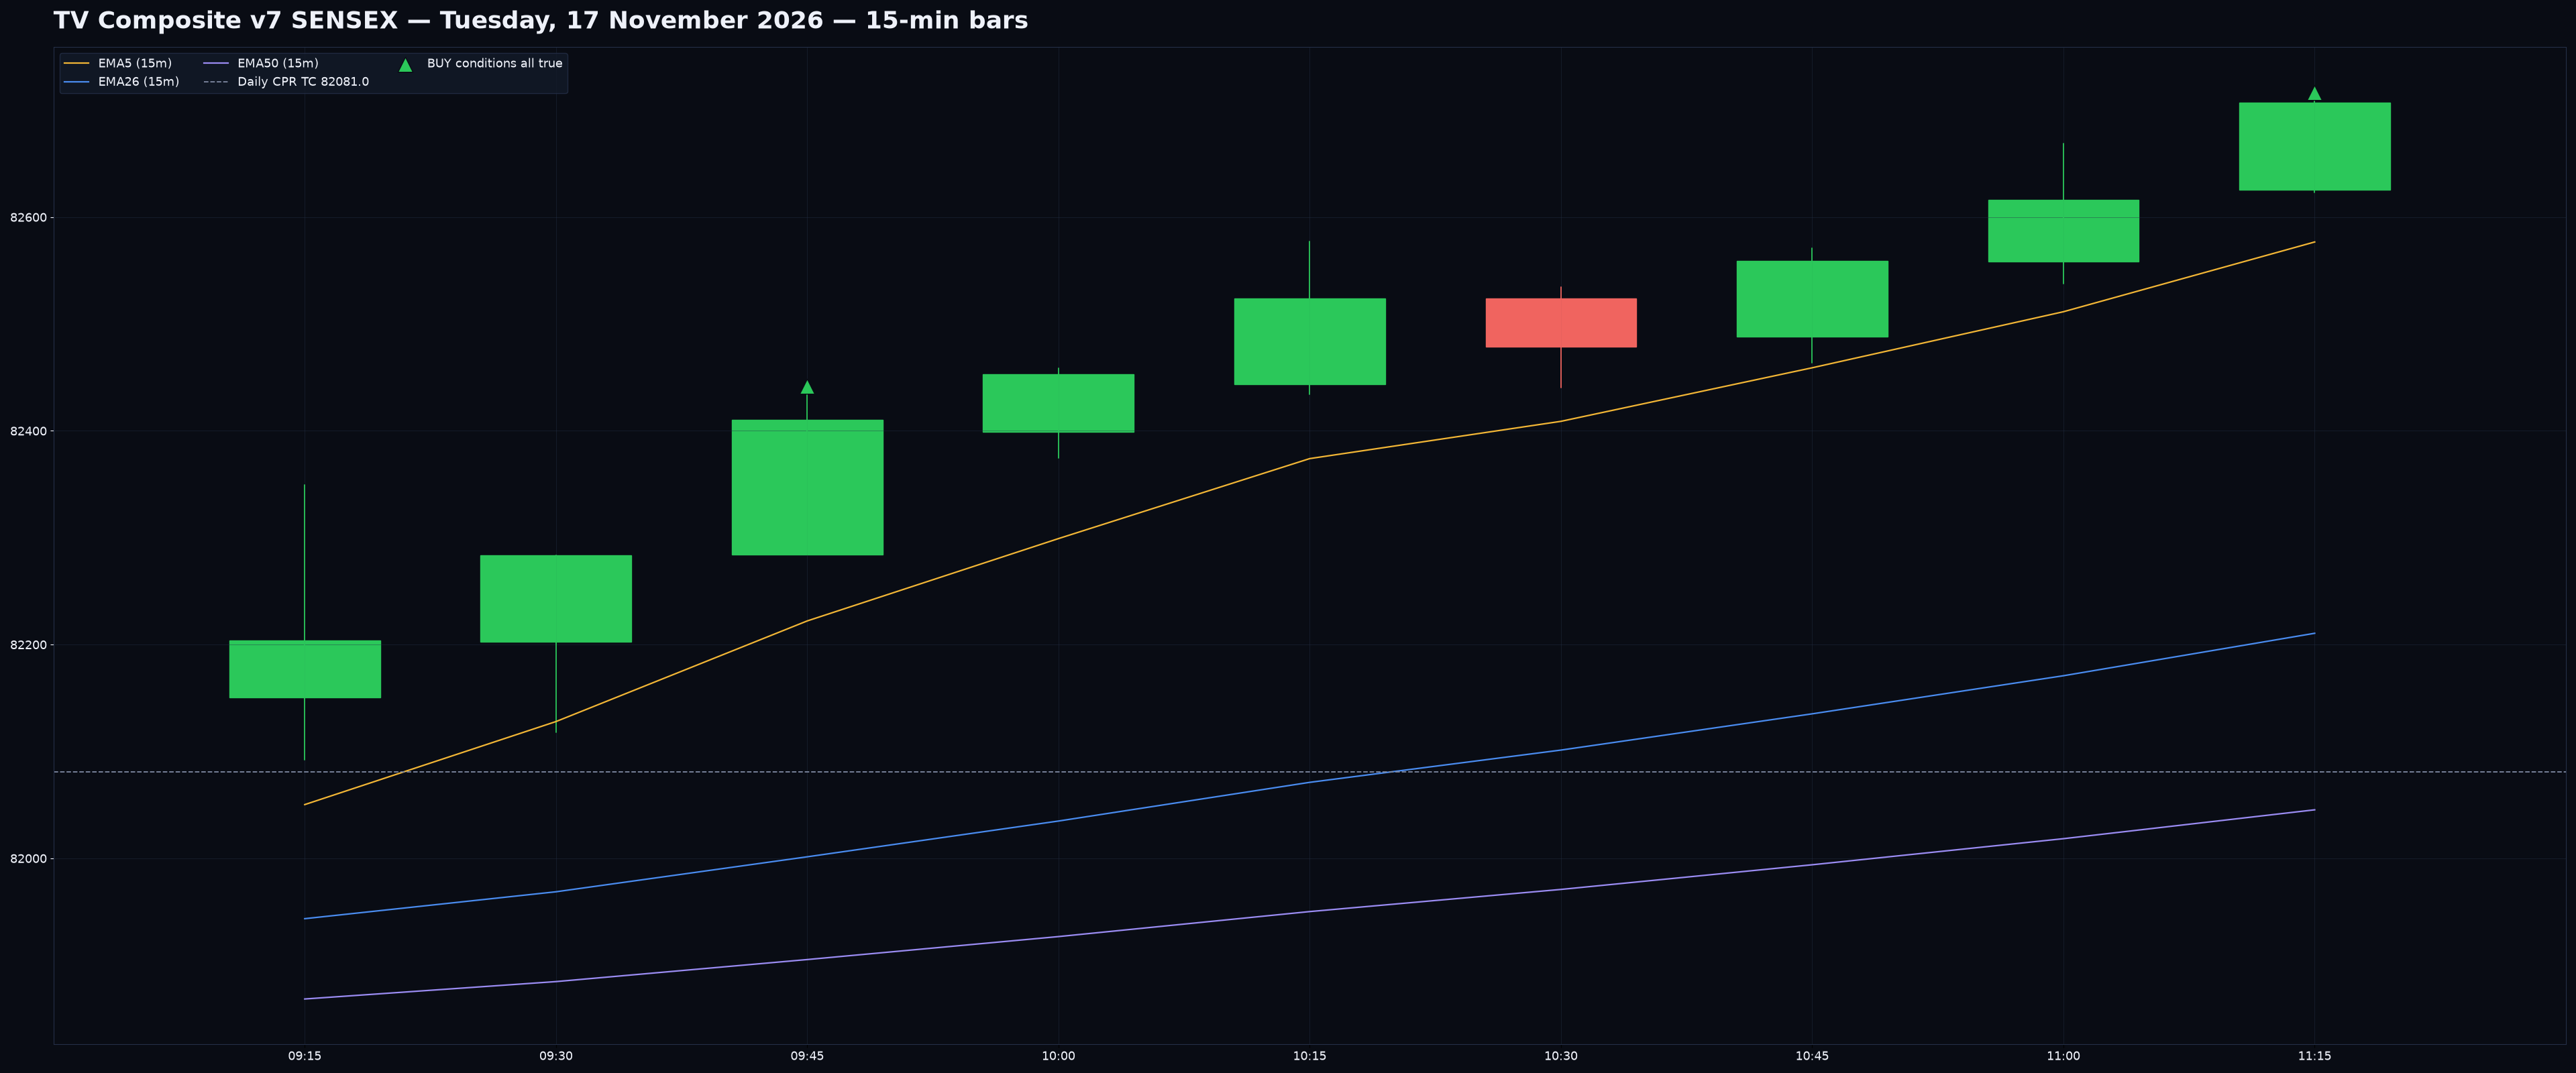 TV Composite v7 SENSEX — Tuesday, 17 November 2026 — 15-min bars
EMA5 (15m)
EMA26 (15m)
EMA50 (15m)
Daily CPR TC 82081.0
BUY conditions all true
82600
82400
82200
82000
09:15
09:30
09:45
10:00
10:15
10:30
10:45
11:00
11:15